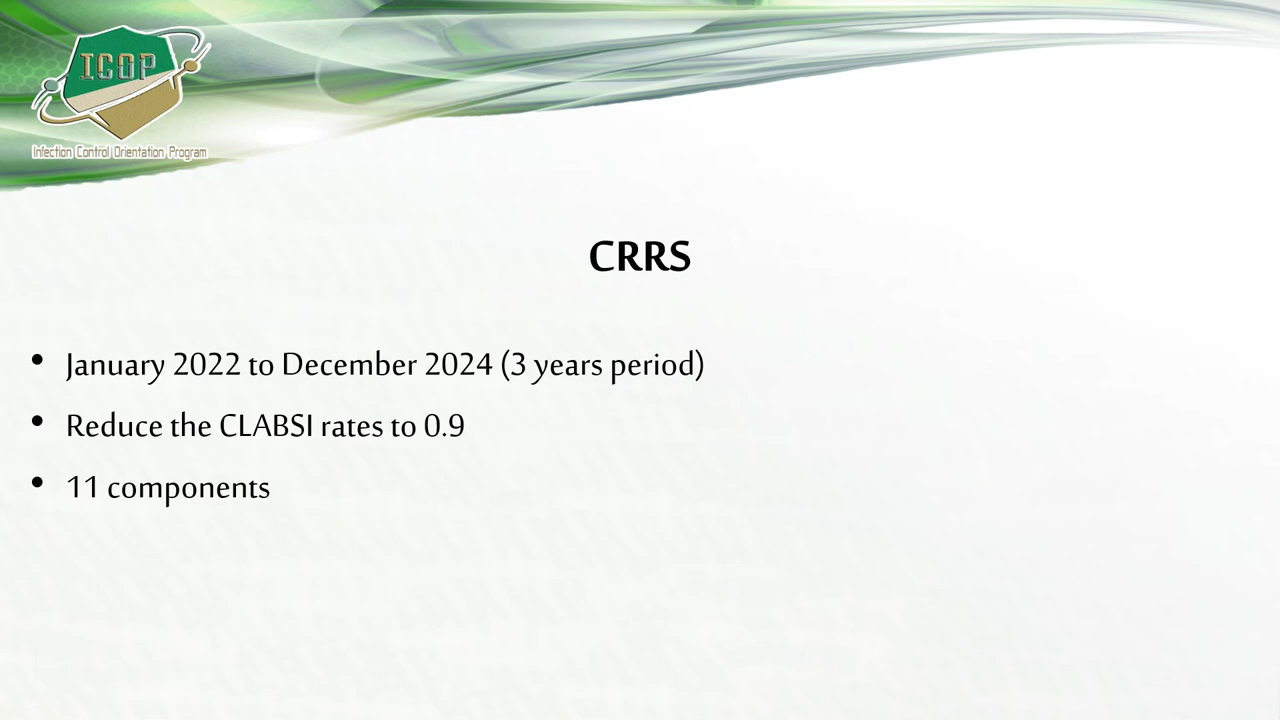 ICOP
Infection Control Orientation Program
CRRS
• January 2022 to December 2024 (3 years period)
• Reduce the CLABSI rates to 0.9
• 11 components